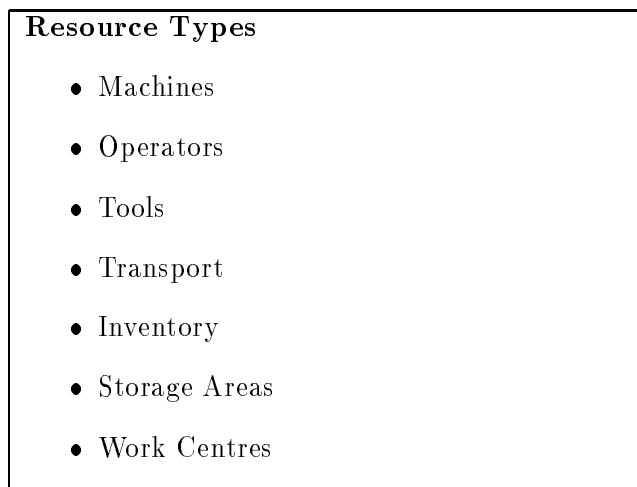 Resource Types
• Machines
• Operators
• Tools
• Transport
• Inventory
• Storage Areas
• Work Centres